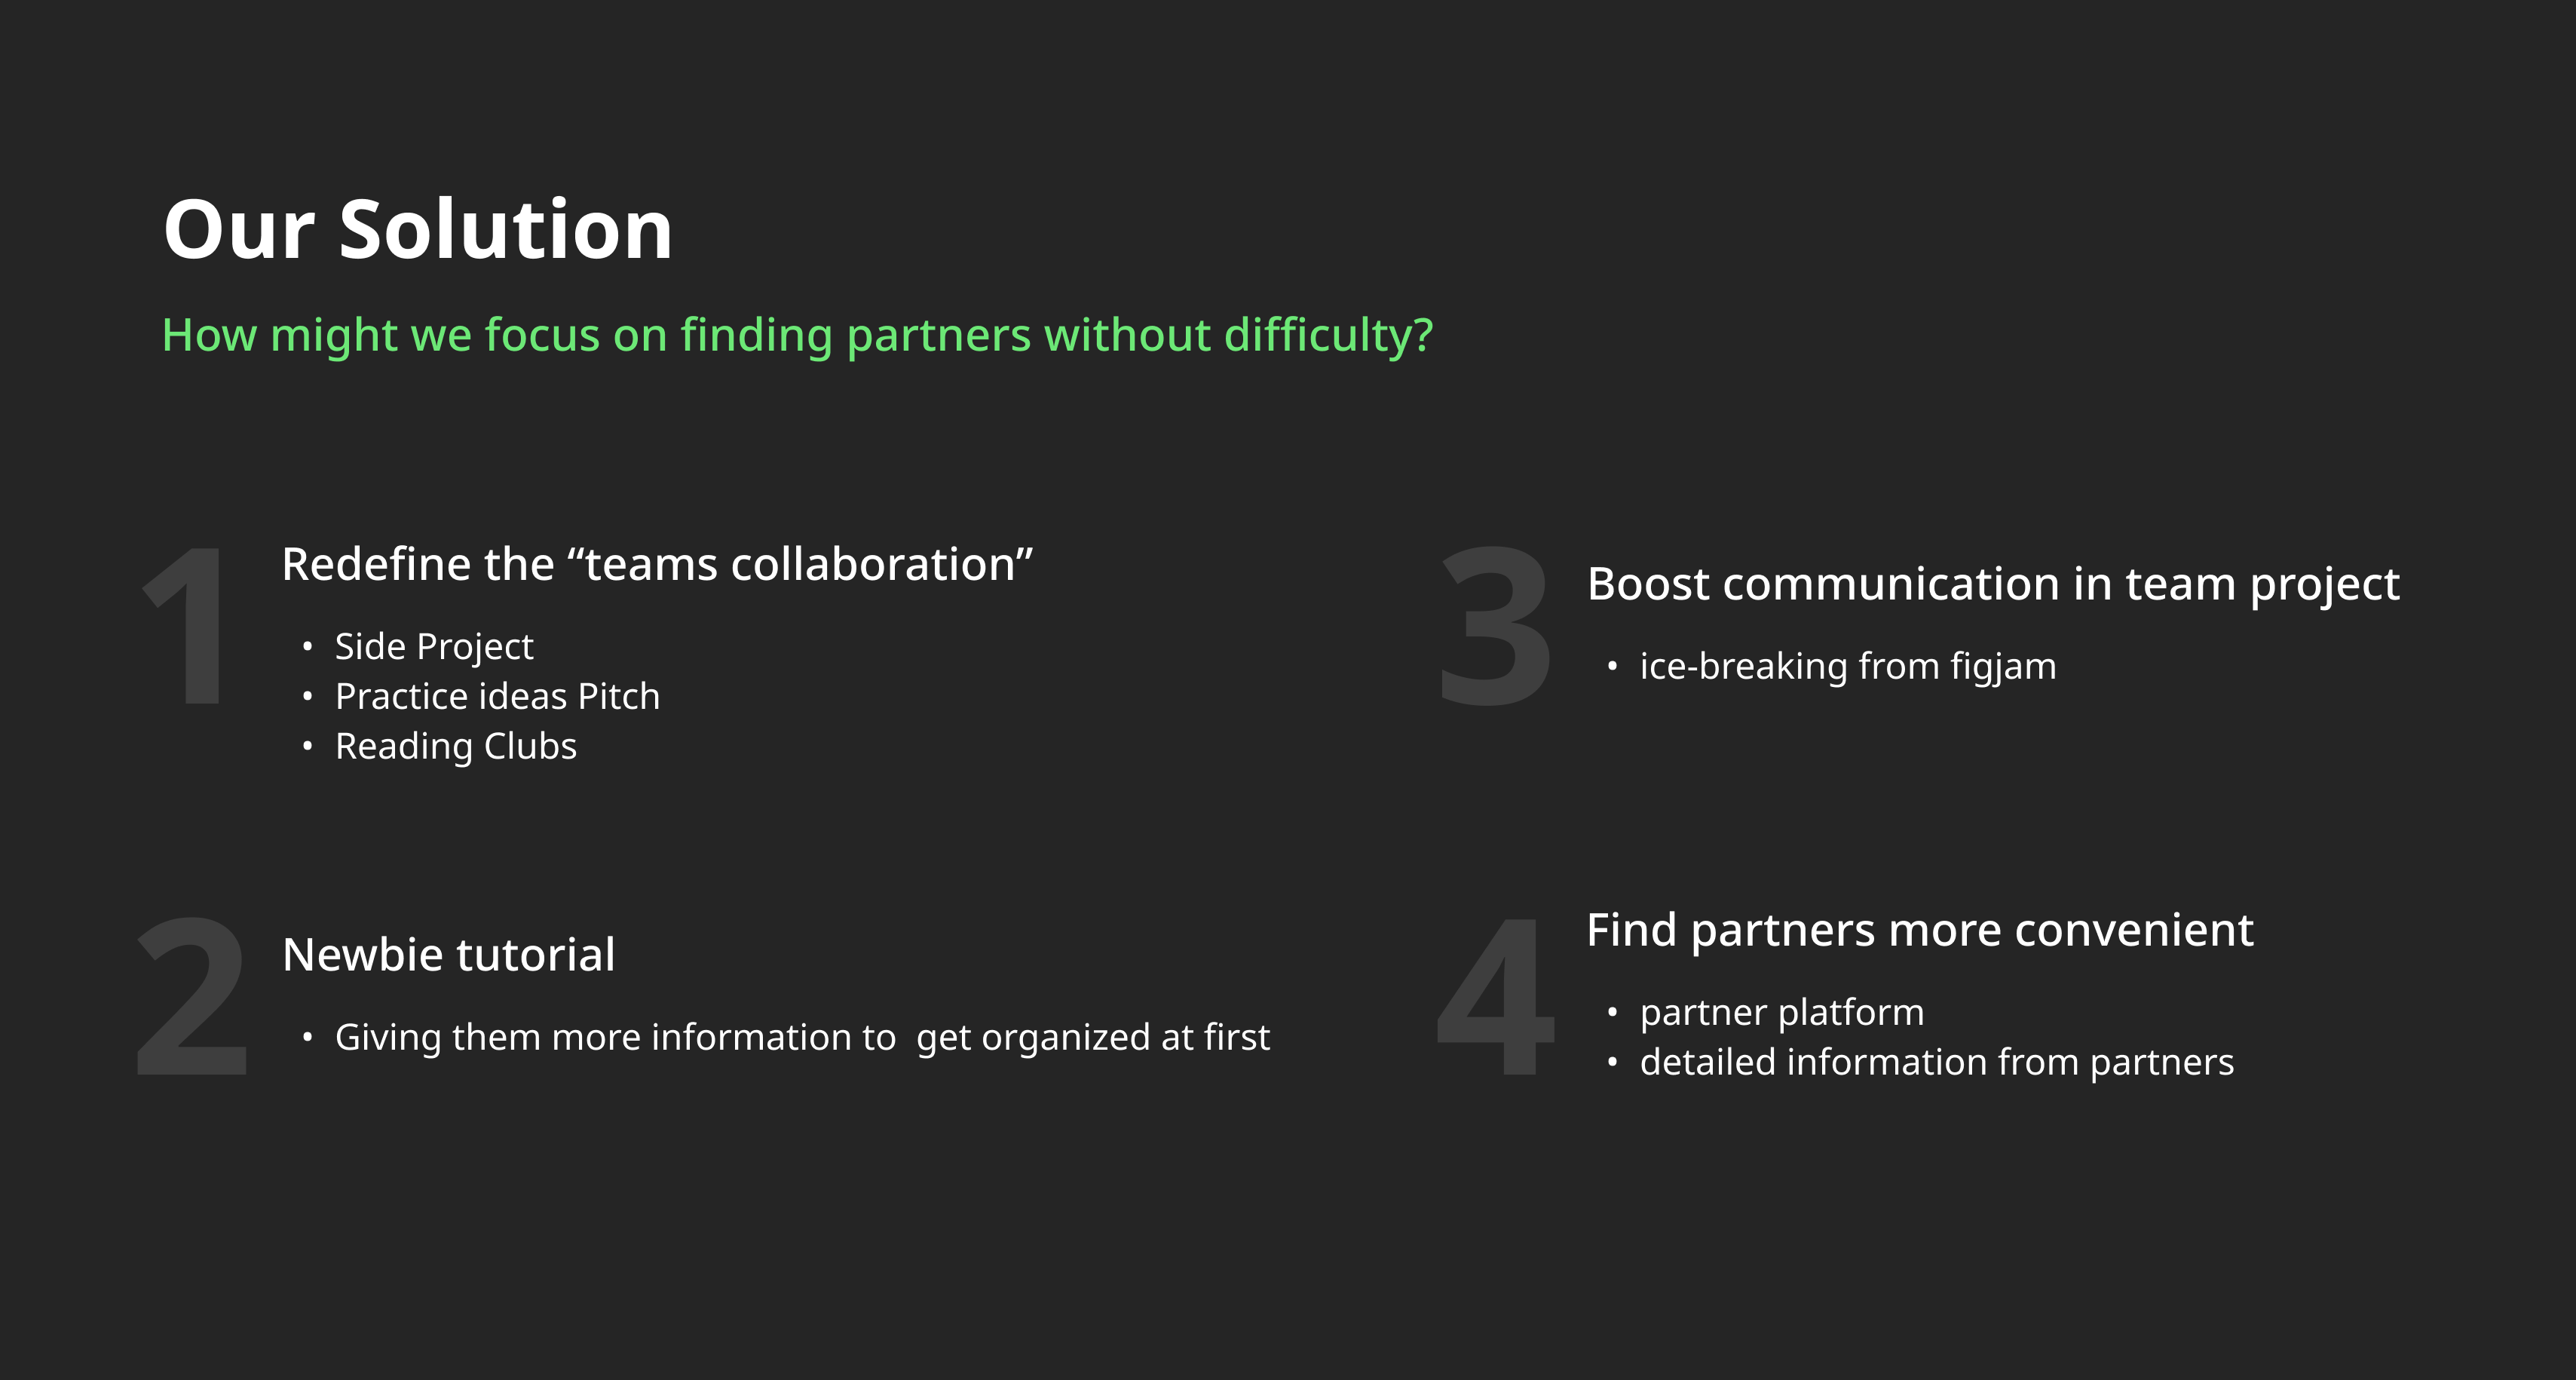 Our Solution
How might we focus on finding partners without difficulty?
1
Redefine the “teams collaboration”
• Side Project
• Practice ideas Pitch
• Reading Clubs
2
Newbie tutorial
• Giving them more information to  get organized at first
3
Boost communication in team project
• ice-breaking from figjam
4
Find partners more convenient
• partner platform
• detailed information from partners